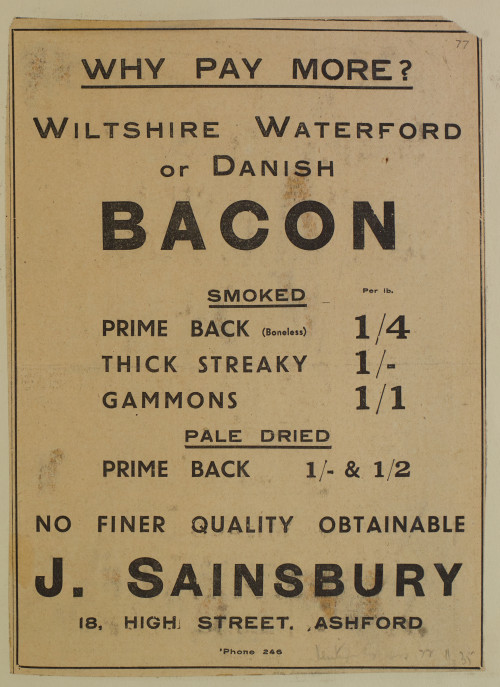 77
WHY PAY MORE?
WILTSHIRE WATERFORD
or DANISH
BACON
SMOKED Per lb.
PRIME BACK (Boneless) 1/4
THICK STREAKY 1/-
GAMMONS 1/1
PALE DRIED
PRIME BACK 1/- & 1/2
NO FINER QUALITY OBTAINABLE
J. SAINSBURY
18, HIGH STREET, ASHFORD
'Phone 246